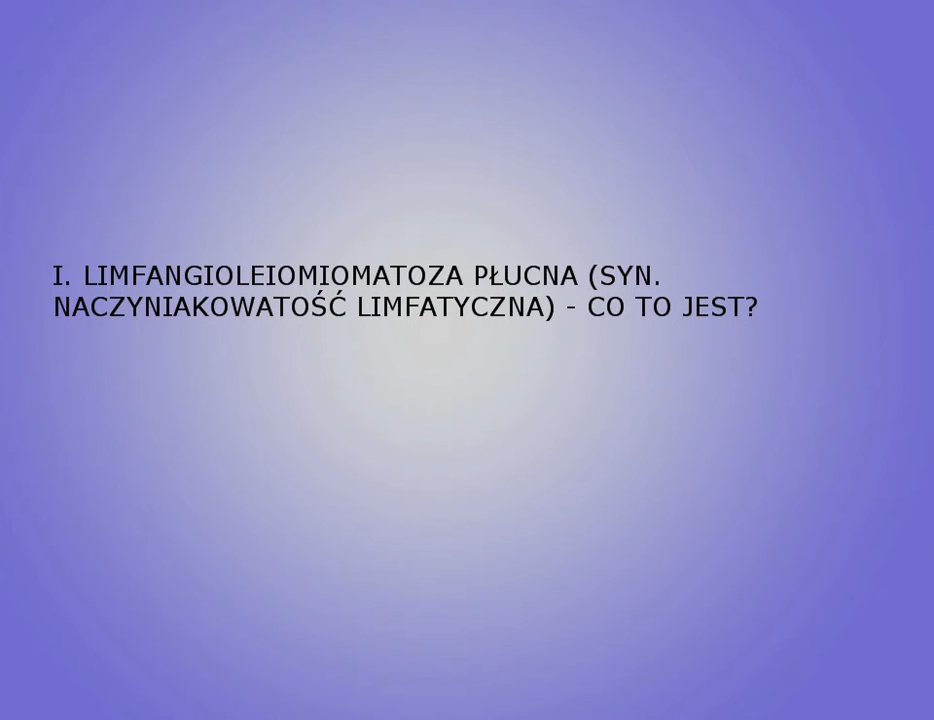 I. LIMFANGIOLEIOMIOMATOZA PŁUCNA (SYN.
NACZYNIAKOWATOŚĆ LIMFATYCZNA) - CO TO JEST?